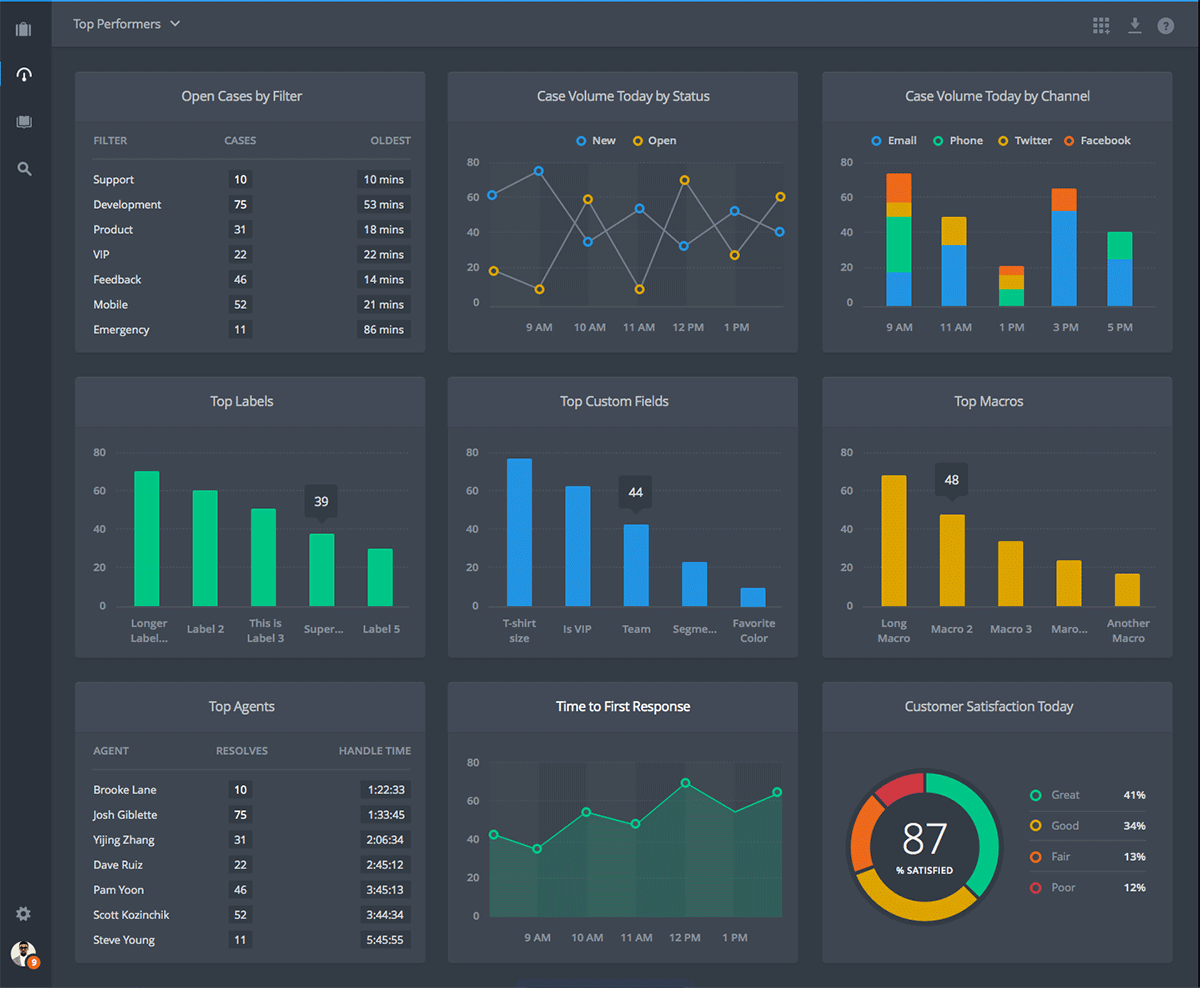 Top Performers
?
Open Cases by Filter
FILTER CASES OLDEST
Support 10 10 mins
Development 75 53 mins
Product 31 18 mins
VIP 22 22 mins
Feedback 46 14 mins
Mobile 52 21 mins
Emergency 11 86 mins
Case Volume Today by Status
New Open
80
60
40
20
0
9 AM 10 AM 11 AM 12 PM 1 PM
Case Volume Today by Channel
Email Phone Twitter Facebook
80
60
40
20
0
9 AM 11 AM 1 PM 3 PM 5 PM
Top Labels
80
60
40
20
0
39
Longer Label 2 This is Super... Label 5
Label... Label 3
Top Custom Fields
80
60
40
20
0
44
T-shirt Is VIP Team Segme... Favorite
size Color
Top Macros
80
60
40
20
0
48
Long Macro 2 Macro 3 Maro... Another
Macro Macro
Top Agents
AGENT RESOLVES HANDLE TIME
Brooke Lane 10 1:22:33
Josh Giblette 75 1:33:45
Yijing Zhang 31 2:06:34
Dave Ruiz 22 2:45:12
Pam Yoon 46 3:45:13
Scott Kozinchik 52 3:44:34
Steve Young 11 5:45:55
Time to First Response
80
60
40
20
0
9 AM 10 AM 11 AM 12 PM 1 PM
Customer Satisfaction Today
87
% SATISFIED
Great 41%
Good 34%
Fair 13%
Poor 12%
9